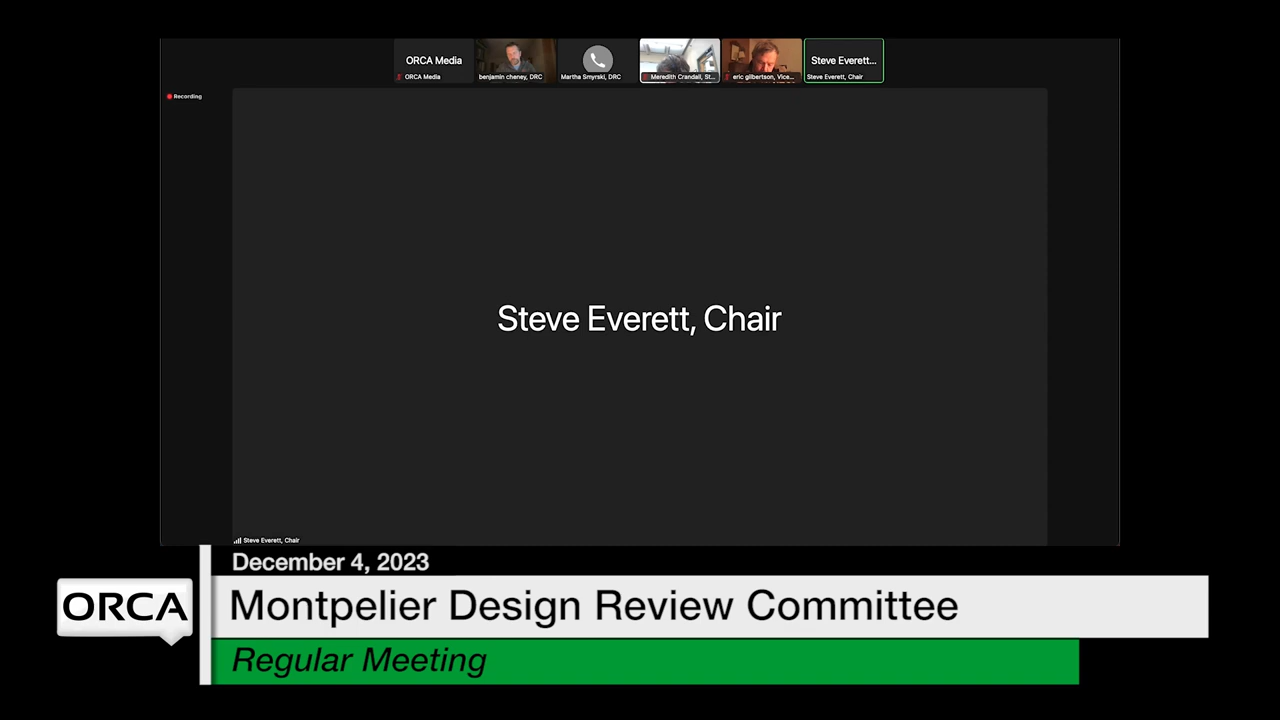 ORCA Media
Steve Everett...
ORCA Media
benjamin cheney, DRC
Martha Smyrski, DRC
Meredith Crandall, St...
eric gilbertson, Vice...
Steve Everett, Chair
Recording
Steve Everett, Chair
Steve Everett, Chair
December 4, 2023
ORCA
Montpelier Design Review Committee
Regular Meeting